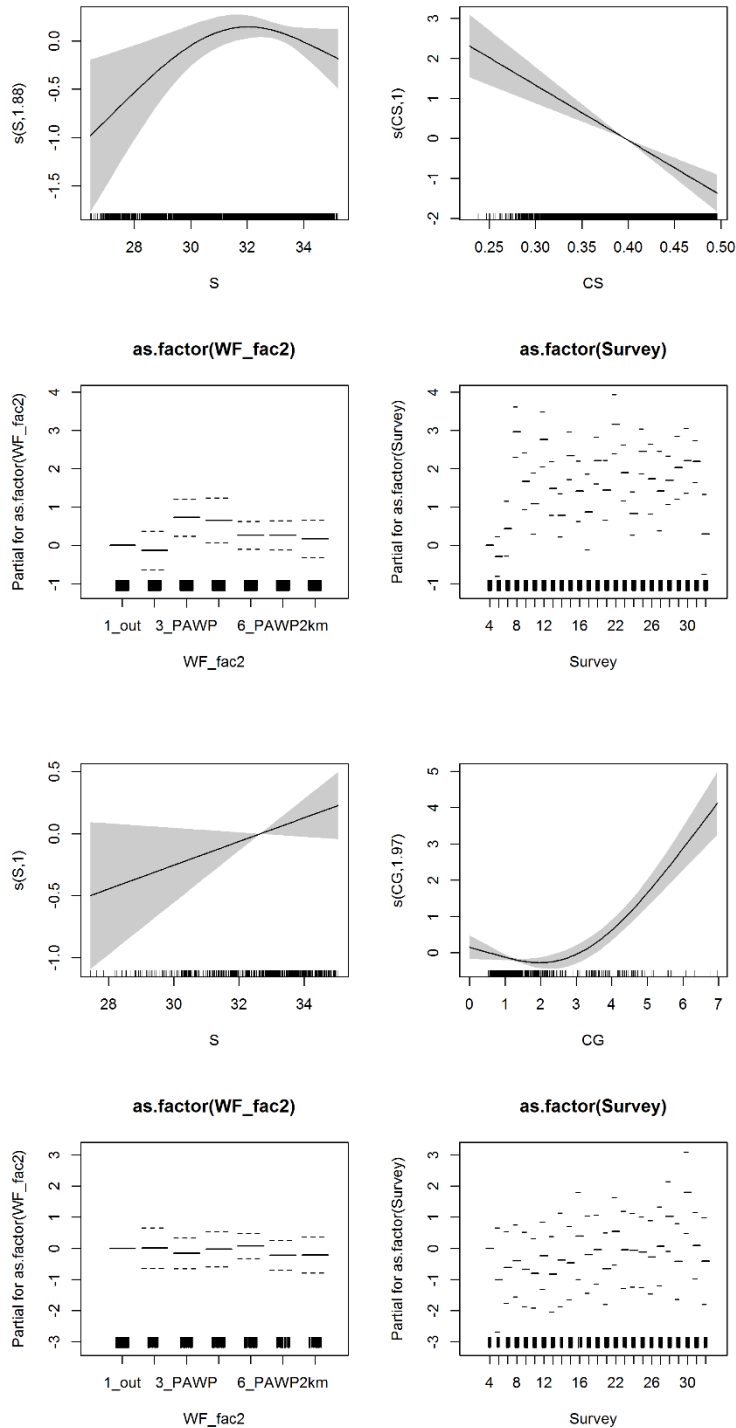 s(S,1.88)
0.0
-0.5
-1.0
-1.5
28 30 32 34
S
s(CS,1)
3
2
1
0
-1
-2
0.25 0.30 0.35 0.40 0.45 0.50
CS
as.factor(WF_fac2)
Partial for as.factor(WF_fac2)
4
3
2
1
0
-1
1_out 3_PAWP 6_PAWP2km
WF_fac2
as.factor(Survey)
Partial for as.factor(Survey)
4
3
2
1
0
-1
4 8 12 16 22 26 30
Survey
s(S,1)
0.5
0.0
-0.5
-1.0
28 30 32 34
S
s(CG,1.97)
5
4
3
2
1
0
0 1 2 3 4 5 6 7
CG
as.factor(WF_fac2)
Partial for as.factor(WF_fac2)
3
2
1
0
-1
-2
-3
1_out 3_PAWP 6_PAWP2km
WF_fac2
as.factor(Survey)
Partial for as.factor(Survey)
3
2
1
0
-1
-2
-3
4 8 12 16 22 26 30
Survey